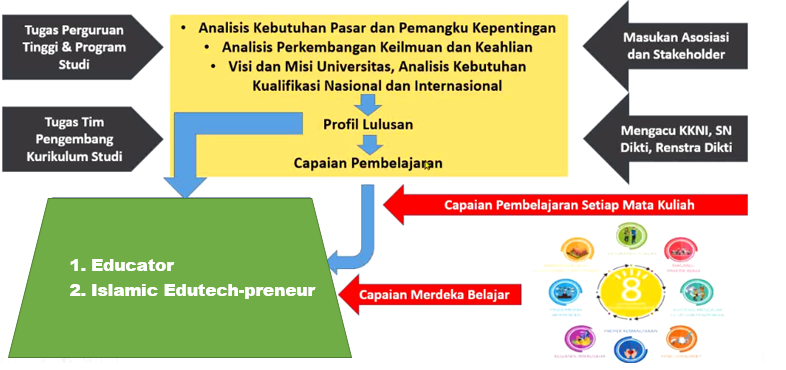 Tugas Perguruan
Tinggi & Program
Studi
• Analisis Kebutuhan Pasar dan Pemangku Kepentingan
• Analisis Perkembangan Keilmuan dan Keahlian
• Visi dan Misi Universitas, Analisis Kebutuhan
Kualifikasi Nasional dan Internasional
Masukan Asosiasi
dan Stakeholder
Tugas Tim
Pengembang
Kurikulum Studi
Profil Lulusan
Capaian Pembelajaran
Mengacu KKNI, SN
Dikti, Renstra Dikti
Capaian Pembelajaran Setiap Mata Kuliah
1. Educator
2. Islamic Edutech-preneur
Capaian Merdeka Belajar
8